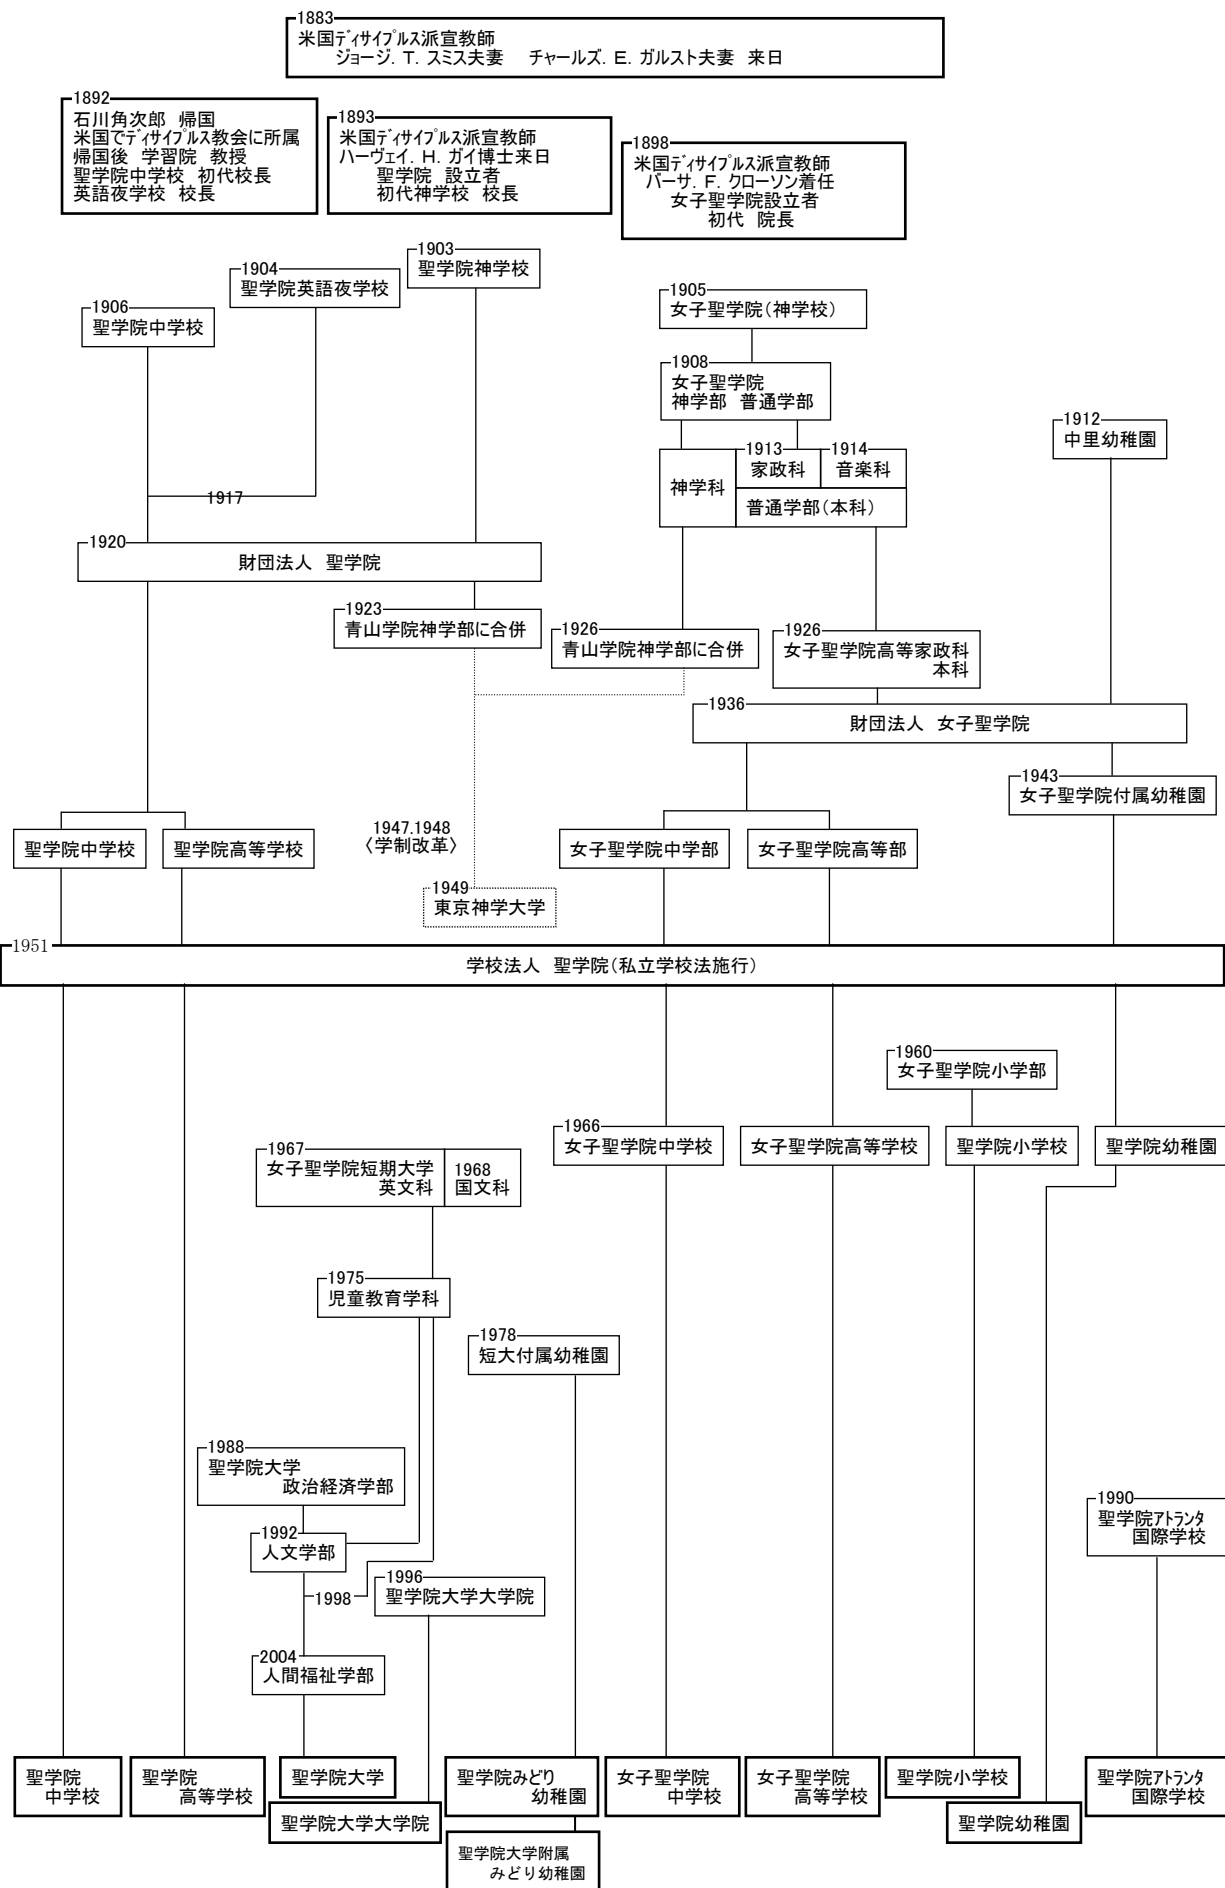 1883
米国ディサイプルス派宣教師
ジョージ. T. スミス夫妻　チャールズ. E. ガルスト夫妻 来日
1892
石川角次郎 帰国
米国でディサイプルス教会に所属
帰国後 学習院 教授
聖学院中学校 初代校長
英語夜学校 校長
1893
米国ディサイプルス派宣教師
ハーヴェイ. H. ガイ博士来日
聖学院 設立者
初代神学校 校長
1898
米国ディサイプルス派宣教師
バーサ. F. クローソン着任
女子聖学院設立者
初代 院長
1903
聖学院神学校
1904
聖学院英語夜学校
1906
聖学院中学校
1905
女子聖学院(神学校)
1908
女子聖学院
神学部 普通学部
1912
中里幼稚園
神学科
1913
家政科
1914
音楽科
普通学部(本科)
1917
1920
財団法人 聖学院
1923
青山学院神学部に合併
1926
青山学院神学部に合併
1926
女子聖学院高等家政科
本科
1936
財団法人 女子聖学院
1943
女子聖学院付属幼稚園
聖学院中学校
聖学院高等学校
1947.1948
〈学制改革〉
女子聖学院中学部
女子聖学院高等部
1949
東京神学大学
1951
学校法人 聖学院(私立学校法施行)
1960
女子聖学院小学部
1966
女子聖学院中学校
女子聖学院高等学校
聖学院小学校
聖学院幼稚園
1967
女子聖学院短期大学
英文科
1968
国文科
1975
児童教育学科
1978
短大付属幼稚園
1988
聖学院大学
政治経済学部
1990
聖学院アトランタ
国際学校
1992
人文学部
1996
聖学院大学大学院
1998
2004
人間福祉学部
聖学院
中学校
聖学院
高等学校
聖学院大学
聖学院大学大学院
聖学院みどり
幼稚園
聖学院大学附属
みどり幼稚園
女子聖学院
中学校
女子聖学院
高等学校
聖学院小学校
聖学院幼稚園
聖学院アトランタ
国際学校